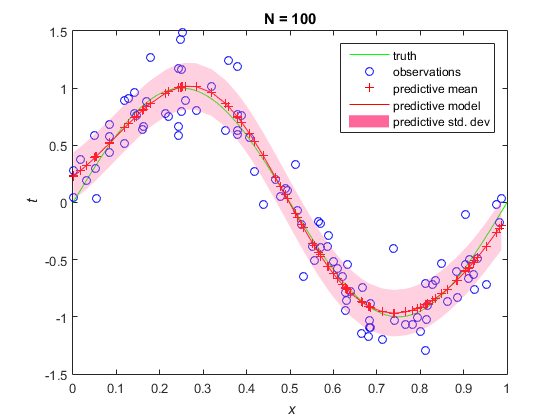 N = 100
1.5
1
0.5
0
-0.5
-1
-1.5
t
truth
observations
predictive mean
predictive model
predictive std. dev
0 0.1 0.2 0.3 0.4 0.5 0.6 0.7 0.8 0.9 1
x